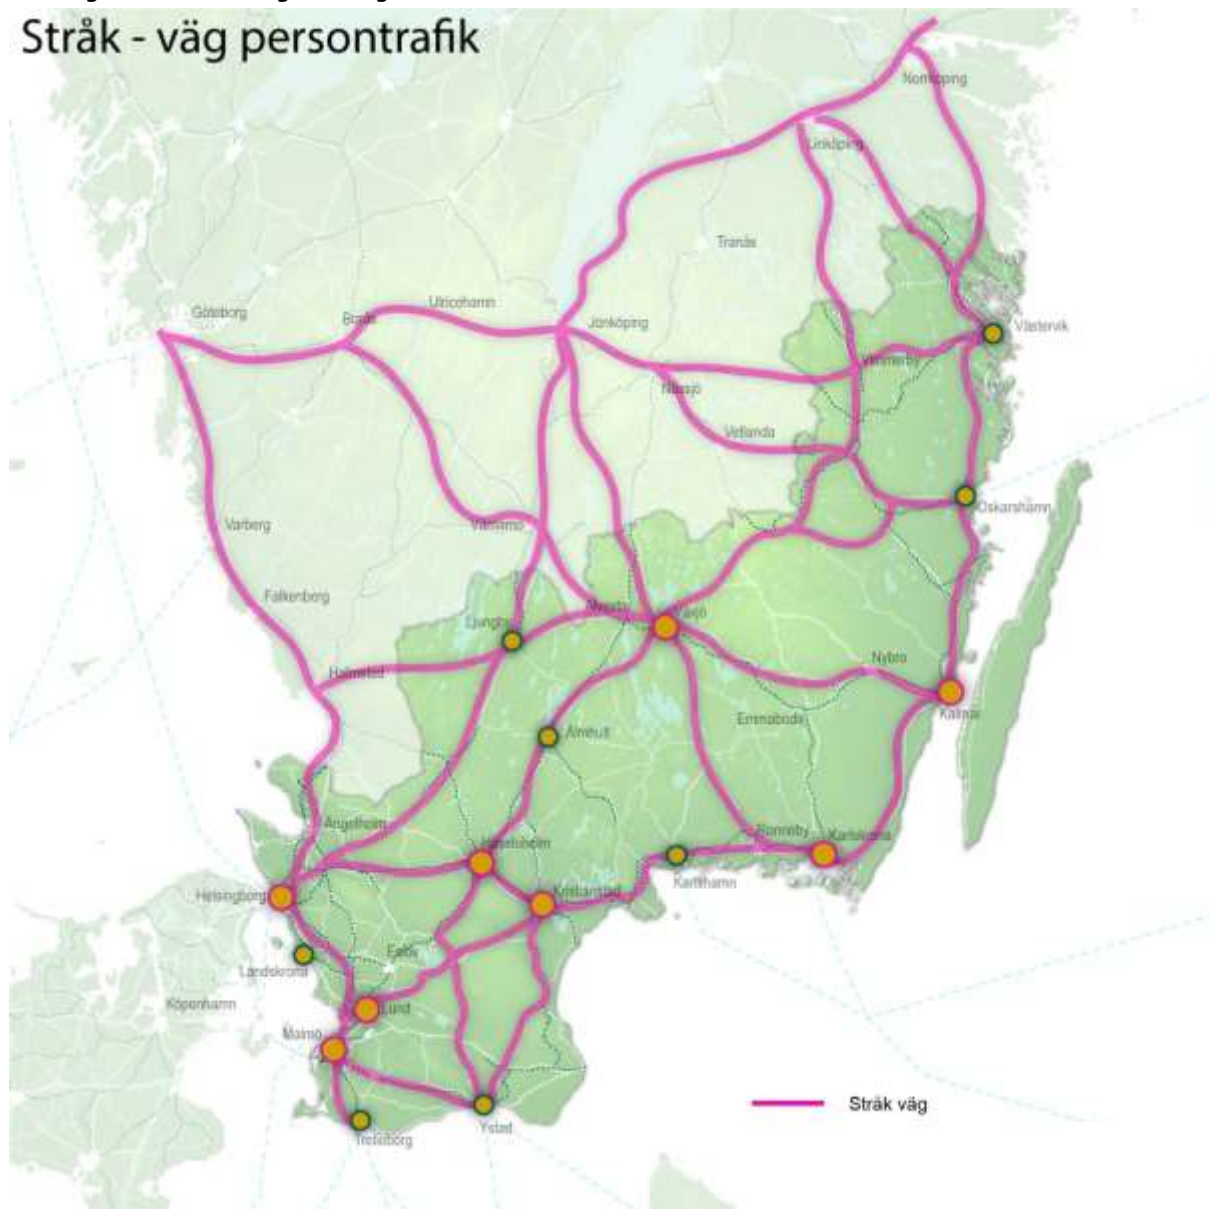 Stråk - väg persontrafik
Norrköping
Linköping
Tranås
Ulricehamn
Göteborg
Borås
Jönköping
Västervik
Vimmerby
Nässjö
Vetlanda
Oskarshamn
Varberg
Värnamo
Falkenberg
Alvesta
Växjö
Ljungby
Nybro
Halmstad
Kalmar
Emmaboda
Älmhult
Ängelholm
Ronneby
Karlskrona
Hässleholm
Karlshamn
Helsingborg
Kristianstad
Eslöv
Landskrona
Köpenhamn
Lund
Malmö
Stråk väg
Ystad
Trelleborg